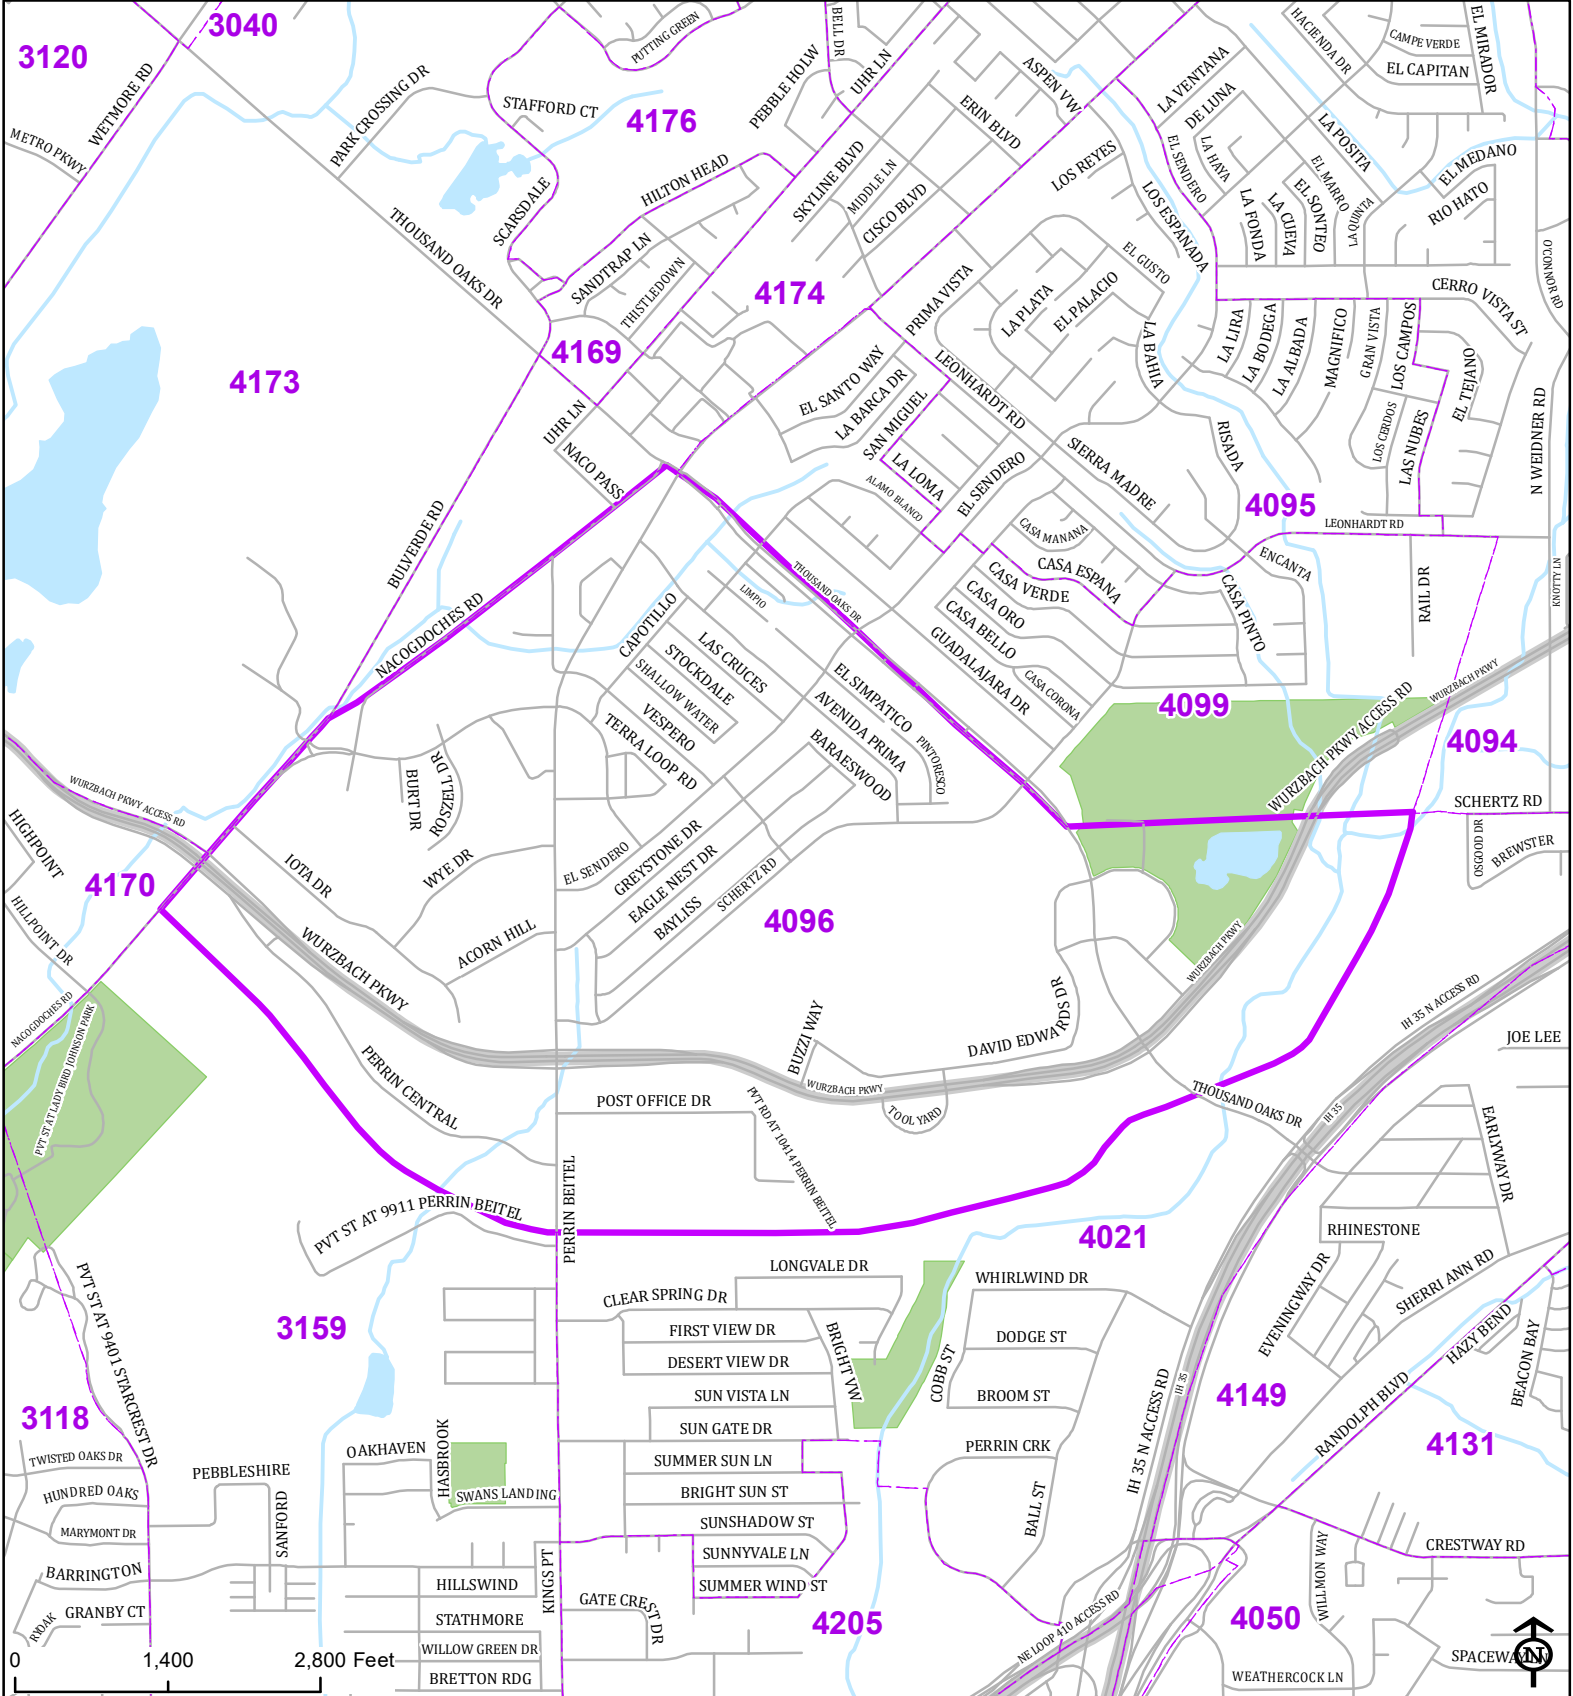 3040
3120
WETMORE RD
METRO PKWY
PARK CROSSING DR
PUTTING GREEN
STAFFORD CT
4176
BELL DR
UHR LN
PEBBLE HOLW
ASPEN VW
ERIN BLVD
LA VENTANA
DE LUNA
HACIENDA DR
CAMPE VERDE
EL CAPITAN
EL MIRADOR
SCARSDALE
HILTON HEAD
THOUSAND OAKS DR
SKYLINE BLVD
MIDDLE LN
CISCO BLVD
LOS REYES
LOS ESPANADA
EL SENDERO
LA HAYA
LA POSITA
EL MARRO
EL SONTEO
LA CUEVA
LA FONDA
LA QUINTA
EL MEDANO
RIO HATO
SANDTRAP LN
THISTLEDOWN
4174
4169
4173
PRIMA VISTA
LA PLATA
EL PALACIO
EL GUSTO
LA BAHIA
O'CONNOR RD
CERRO VISTA ST
LA LIRA
LA BODEGA
LA ALBADA
MAGNIFICO
GRAN VISTA
LOS CAMPOS
EL TEJANO
EL SANTO WAY
LA BARCA DR
SAN MIGUEL
LEONHARDT RD
LA LOMA
ALAMO BLANCO
EL SENDERO
SIERRA MADRE
RISADA
LOS CERDOS
LAS NUBES
N WEIDNER RD
UHR LN
NACO PASS
BULVERDE RD
4095
LEONHARDT RD
ENCANTA
CASA MANANA
CASA ESPANA
CASA VERDE
CASA ORO
CASA BELLO
GUADALAJARA DR
CASA CORONA
CASA PINTO
RAIL DR
KNOTTY LN
NACOGDOCHES RD
THOUSAND OAKS DR
LIMPIO
CAPOTILLO
LAS CRUCES
STOCKDALE
SHALLOW WATER
VESPERO
TERRA LOOP RD
EL SIMPATICO
AVENIDA PRIMA
BARAESWOOD
PINTORESCO
4099
WURZBACH PKWY ACCESS RD
WURZBACH PKWY
4094
SCHERTZ RD
OSGOOD DR
BREWSTER
WURZBACH PKWY ACCESS RD
HIGHPOINT
HILLPOINT DR
4170
BURT DR
ROSZELL DR
IOTA DR
WYE DR
ACORN HILL
EL SENDERO
GREYSTONE DR
EAGLE NEST DR
BAYLISS
SCHERTZ RD
4096
WURZBACH PKWY
WURZBACH PKWY
NACOGDOCHES RD
PVT ST AT LADY BIRD JOHNSON PARK
PERRIN CENTRAL
BUZZI WAY
DAVID EDWARDS DR
WURZBACH PKWY
TOOL YARD
POST OFFICE DR
PVT RD AT 10414 PERRIN BEITEL
THOUSAND OAKS DR
IH 35 N ACCESS RD
IH 35
JOE LEE
EARLYWAY DR
PERRIN BEITEL
PVT ST AT 9911 PERRIN BEITEL
4021
RHINESTONE
SHERRI ANN RD
EVENINGWAY DR
HAZY BEND
BEACON BAY
PVT ST AT 9401 STARCREST DR
3159
LONGVALE DR
CLEAR SPRING DR
FIRST VIEW DR
DESERT VIEW DR
SUN VISTA LN
SUN GATE DR
BRIGHT VW
WHIRLWIND DR
DODGE ST
COBB ST
BROOM ST
PERRIN CRK
IH 35 N ACCESS RD
IH 35
4149
RANDOLPH BLVD
4131
3118
TWISTED OAKS DR
HUNDRED OAKS
MARYMONT DR
PEBBLESHIRE
SANFORD
OAKHAVEN
HASBROOK
SWANS LANDING
SUMMER SUN LN
BRIGHT SUN ST
SUNSHADOW ST
SUNNYVALE LN
SUMMER WIND ST
BALL ST
CRESTWAY RD
WILLMON WAY
BARRINGTON
GRANBY CT
RYOAK
KINGS PT
HILLSWIND
STATHMORE
WILLOW GREEN DR
BRETTON RDG
GATE CREST DR
4205
NE LOOP 410 ACCESS RD
4050
WEATHERCOCK LN
SPACEWAY LN
N
0 1,400 2,800 Feet